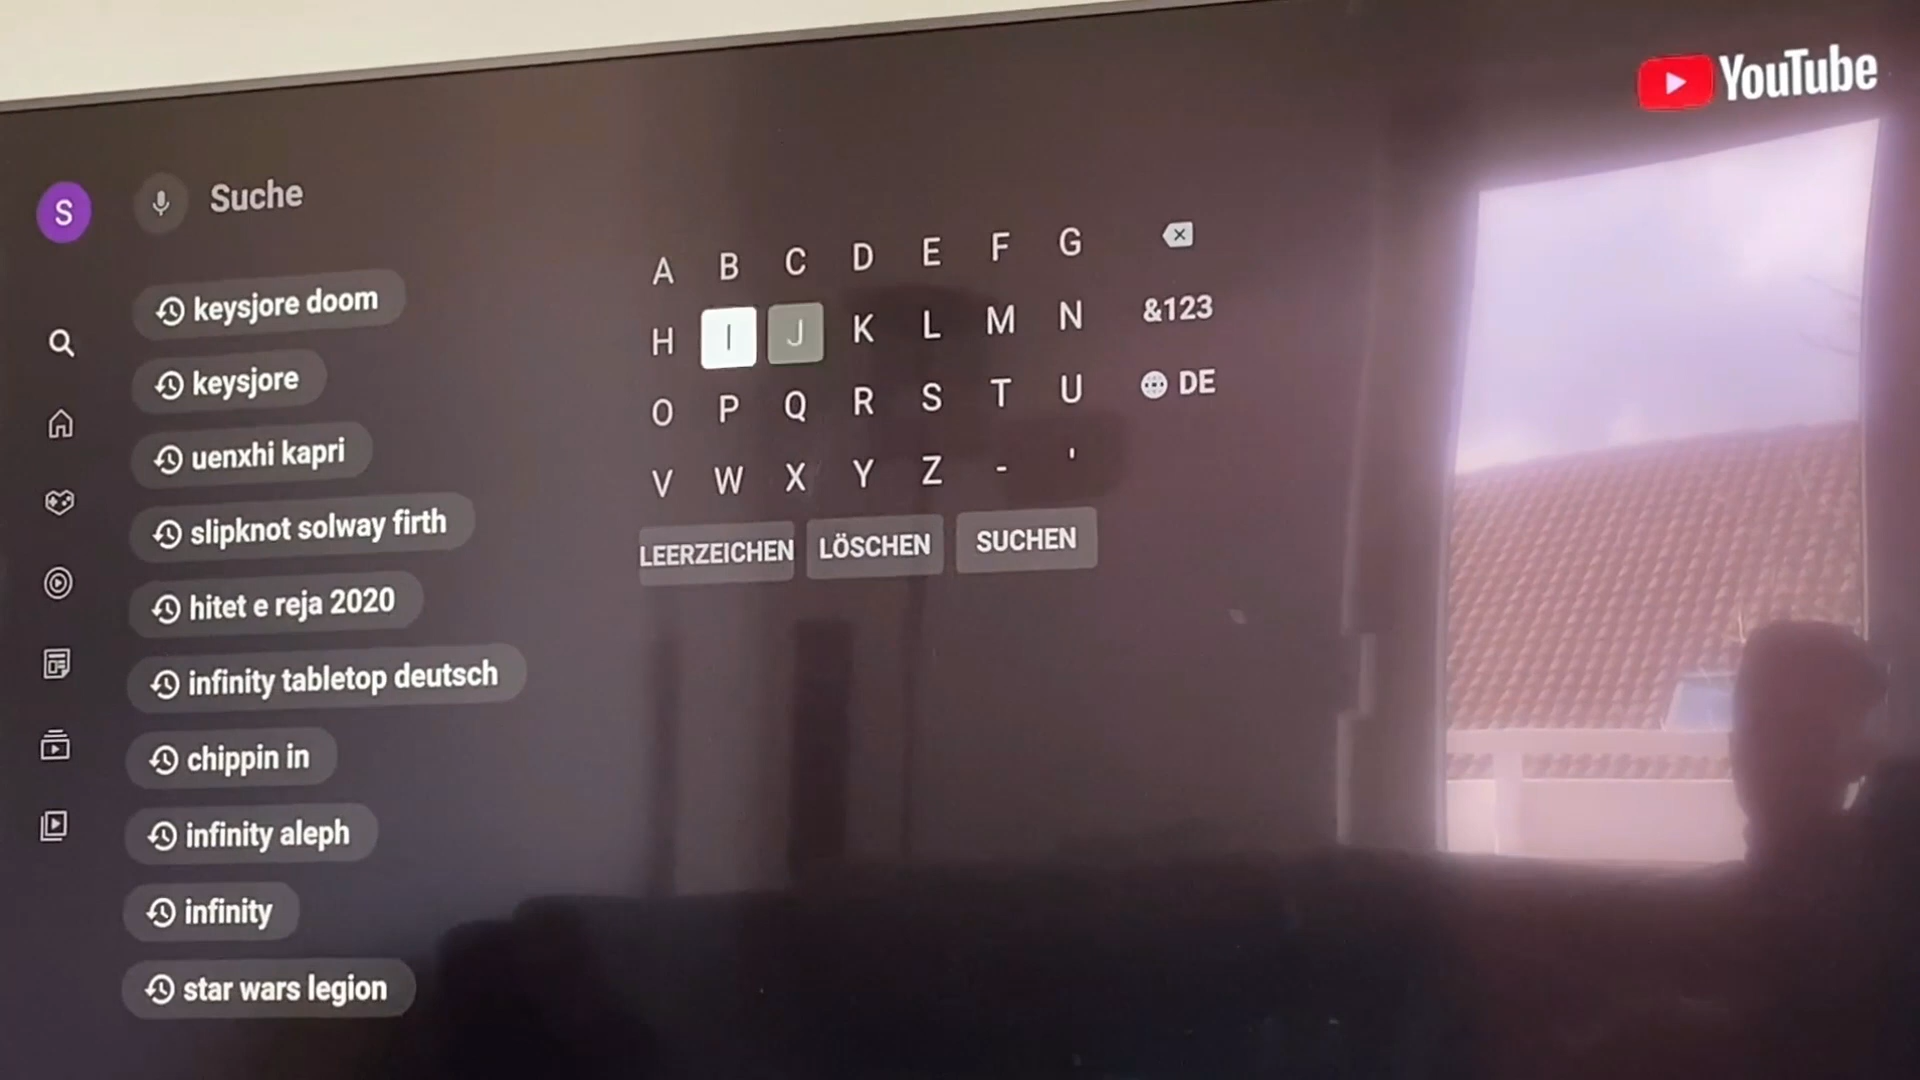 YouTube
S
Suche
keysjore doom
keysjore
uenxhi kapri
slipknot solway firth
hitet e reja 2020
infinity tabletop deutsch
chippin in
infinity aleph
infinity
star wars legion
A B C D E F G
H I J K L M N &123
O P Q R S T U DE
V W X Y Z - '
LEERZEICHEN LÖSCHEN SUCHEN